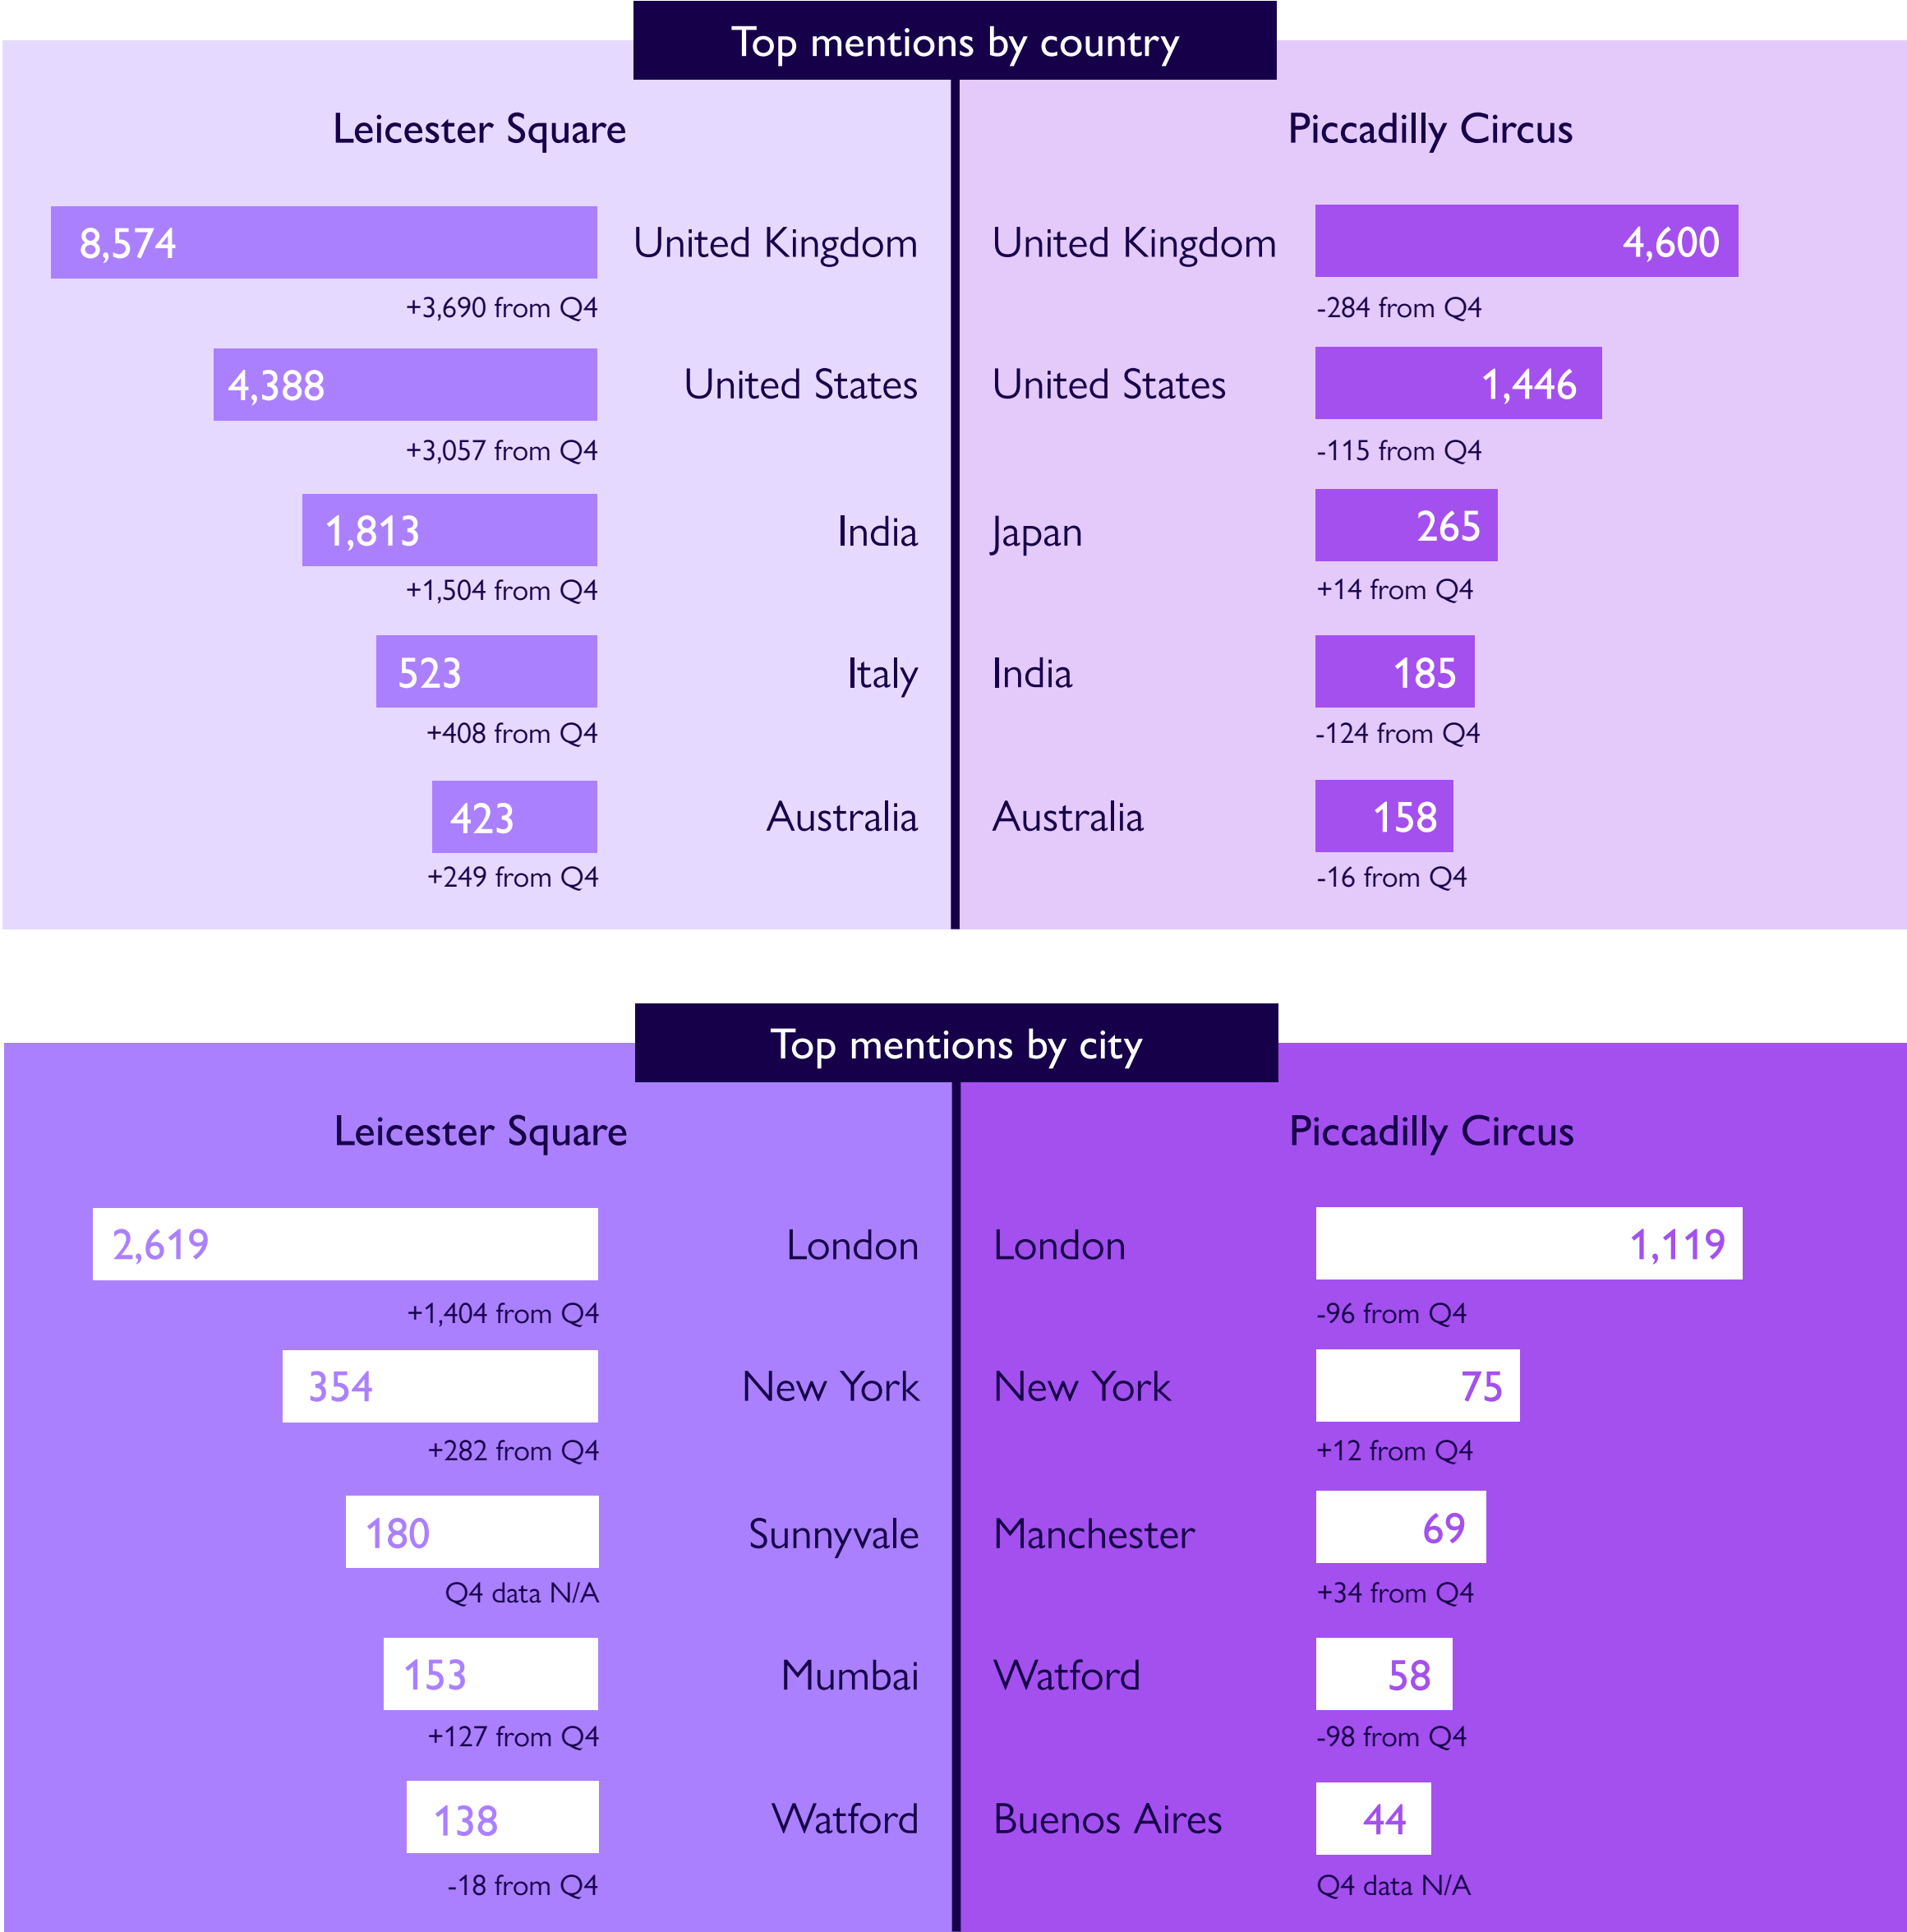 Top mentions by country
Leicester Square
8,574 United Kingdom
+3,690 from Q4
4,388 United States
+3,057 from Q4
1,813 India
+1,504 from Q4
523 Italy
+408 from Q4
423 Australia
+249 from Q4
Piccadilly Circus
United Kingdom 4,600
-284 from Q4
United States 1,446
-115 from Q4
Japan 265
+14 from Q4
India 185
-124 from Q4
Australia 158
-16 from Q4
Top mentions by city
Leicester Square
2,619 London
+1,404 from Q4
354 New York
+282 from Q4
180 Sunnyvale
Q4 data N/A
153 Mumbai
+127 from Q4
138 Watford
-18 from Q4
Piccadilly Circus
London 1,119
-96 from Q4
New York 75
+12 from Q4
Manchester 69
+34 from Q4
Watford 58
-98 from Q4
Buenos Aires 44
Q4 data N/A